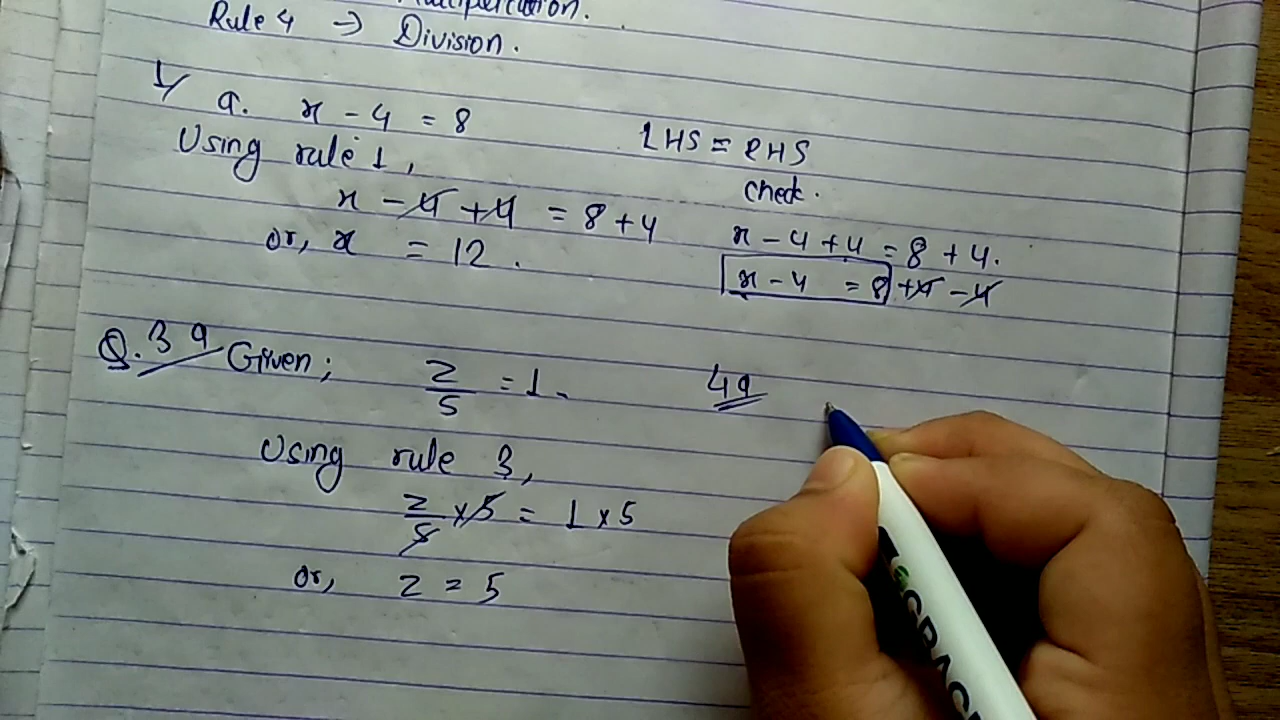 Multiplication.
Rule 4 → Division.
1/ a. x - 4 = 8
Using rule 1,
x - 4 + 4 = 8 + 4
or, x = 12.
LHS = RHS
check.
x - 4 + 4 = 8 + 4.
x - 4 = 8 + 4 - 4
Q.3 a Given; z/5 = 1.
Using rule 3,
z/5 × 5 = 1 × 5
or, z = 5
4a